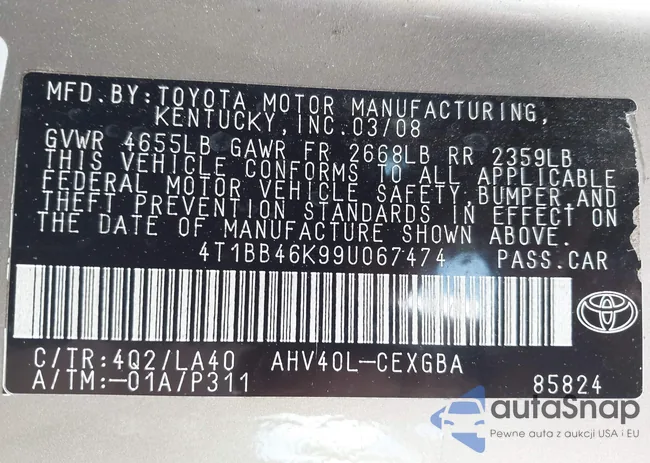 MFD.BY:TOYOTA MOTOR MANUFACTURING,
KENTUCKY,INC.03/08
GVWR 4655LB GAWR FR 2668LB RR 2359LB
THIS VEHICLE CONFORMS TO ALL APPLICABLE
FEDERAL MOTOR VEHICLE SAFETY,BUMPER,AND
THEFT PREVENTION STANDARDS IN EFFECT ON
THE DATE OF MANUFACTURE SHOWN ABOVE.
4T1BB46K99U067474 PASS.CAR
C/TR:4Q2/LA40 AHV40L-CEXGBA
A/TM:-01A/P311 85824
autaSnap
Pewne auta z aukcji USA i EU